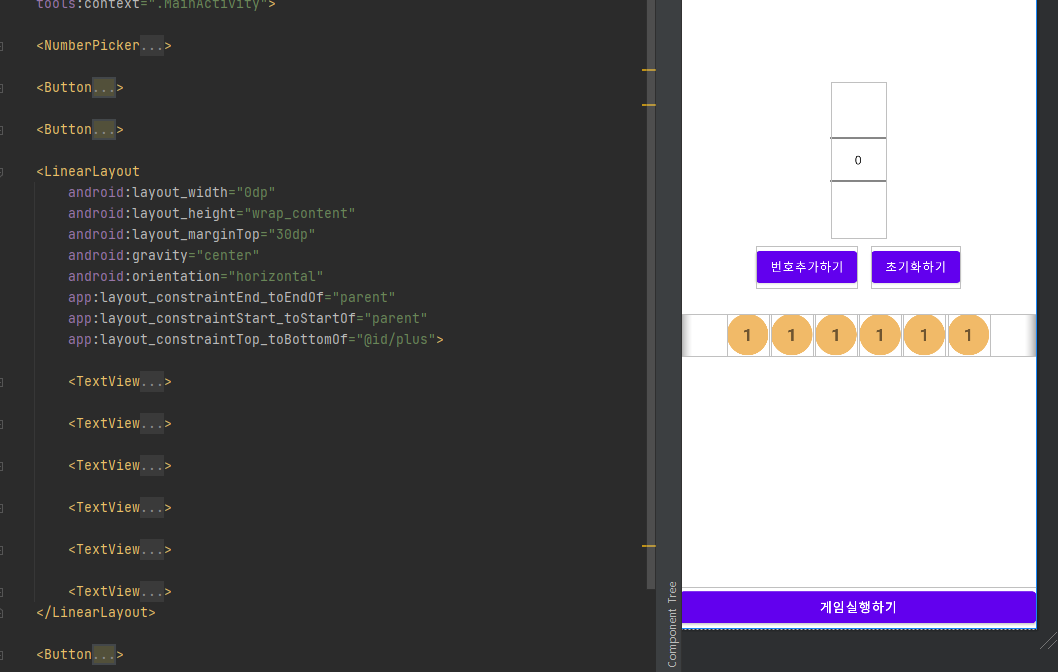 tools:context=".MainActivity">
<NumberPicker...>
<Button...>
<Button...>
<LinearLayout
android:layout_width="0dp"
android:layout_height="wrap_content"
android:layout_marginTop="30dp"
android:gravity="center"
android:orientation="horizontal"
app:layout_constraintEnd_toEndOf="parent"
app:layout_constraintStart_toStartOf="parent"
app:layout_constraintTop_toBottomOf="@id/plus">
<TextView...>
<TextView...>
<TextView...>
<TextView...>
<TextView...>
<TextView...>
</LinearLayout>
<Button...>
Component Tree
0
번호추가하기 초기화하기
1 1 1 1 1 1
게임실행하기